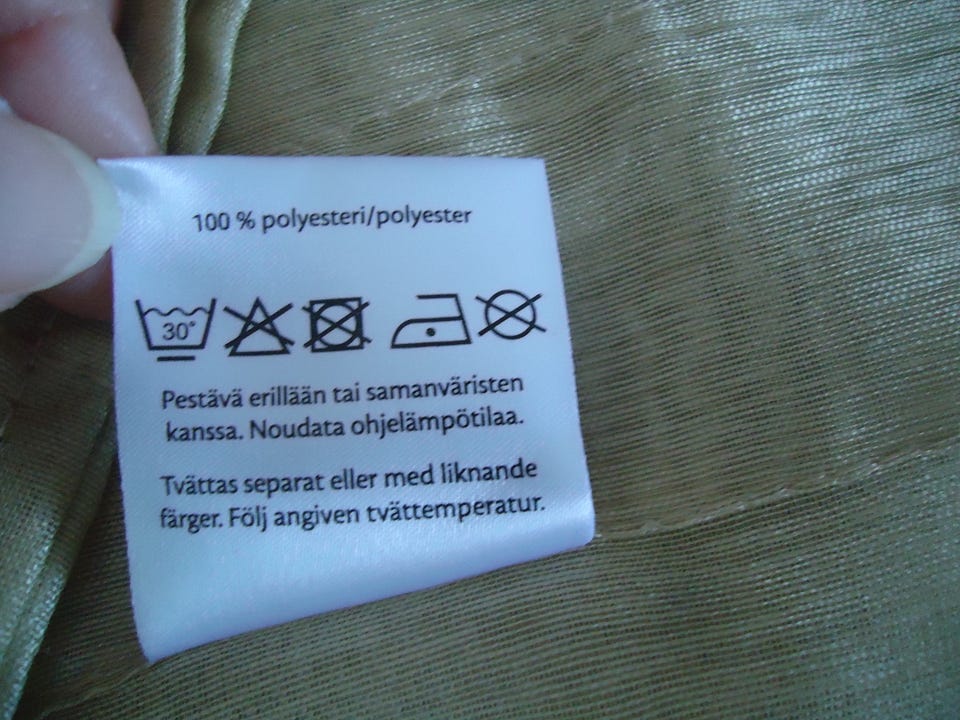 100 % polyesteri/polyester
30°
Pestävä erillään tai samanväristen
kanssa. Noudata ohjelämpötilaa.
Tvättas separat eller med liknande
färger. Följ angiven tvättemperatur.